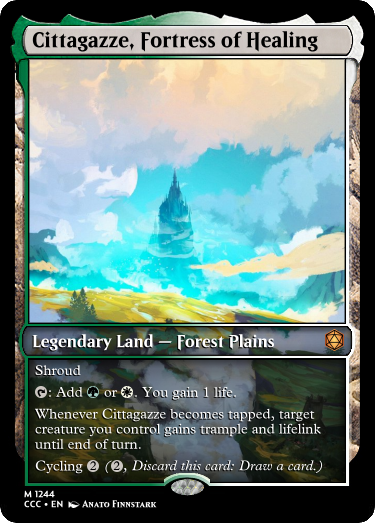 Cittagazze, Fortress of Healing
Legendary Land — Forest Plains
Shroud
: Add or . You gain 1 life.
Whenever Cittagazze becomes tapped, target
creature you control gains trample and lifelink
until end of turn.
Cycling 2 (2, Discard this card: Draw a card.)
M 1244
CCC • EN Anato Finnstark